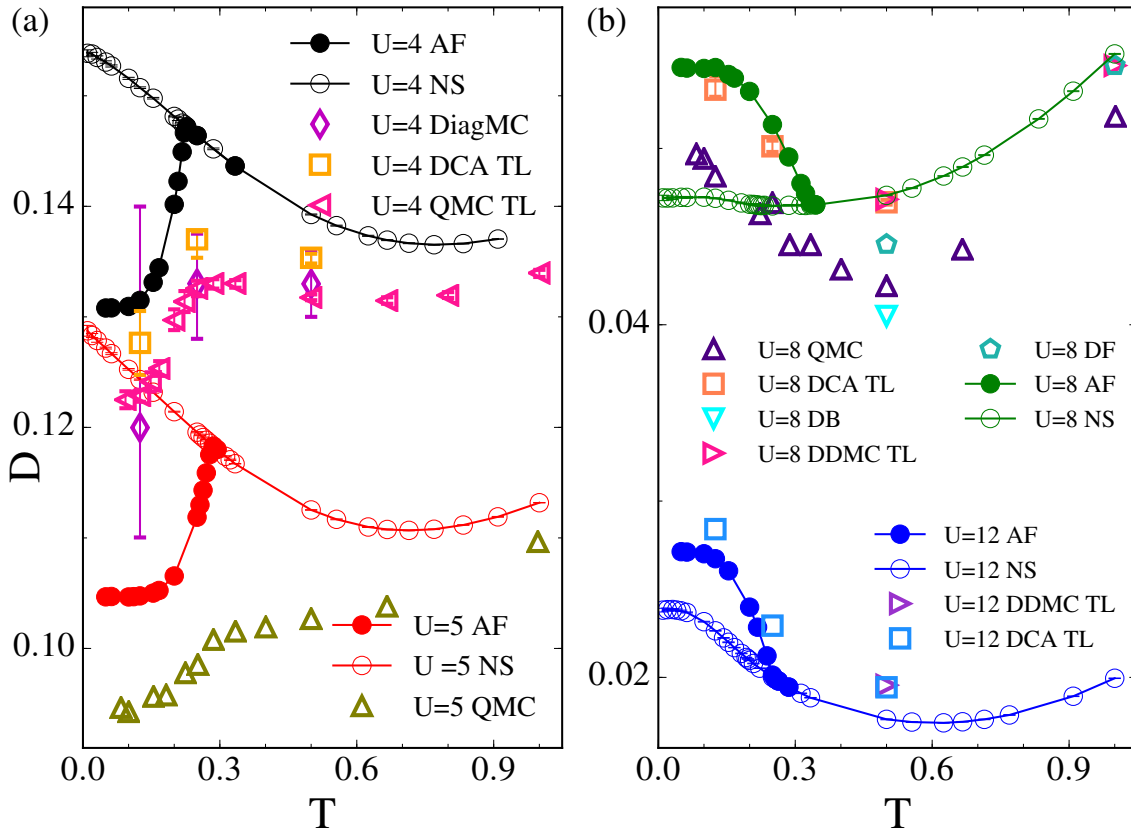 (a)
U=4 AF
U=4 NS
U=4 DiagMC
U=4 DCA TL
U=4 QMC TL
0.14
0.12
0.10
D
U=5 AF
U =5 NS
U=5 QMC
0.0 0.3 0.6 0.9
T
(b)
0.04
0.02
U=8 QMC
U=8 DCA TL
U=8 DB
U=8 DDMC TL
U=8 DF
U=8 AF
U=8 NS
U=12 AF
U=12 NS
U=12 DDMC TL
U=12 DCA TL
0.0 0.3 0.6 0.9
T